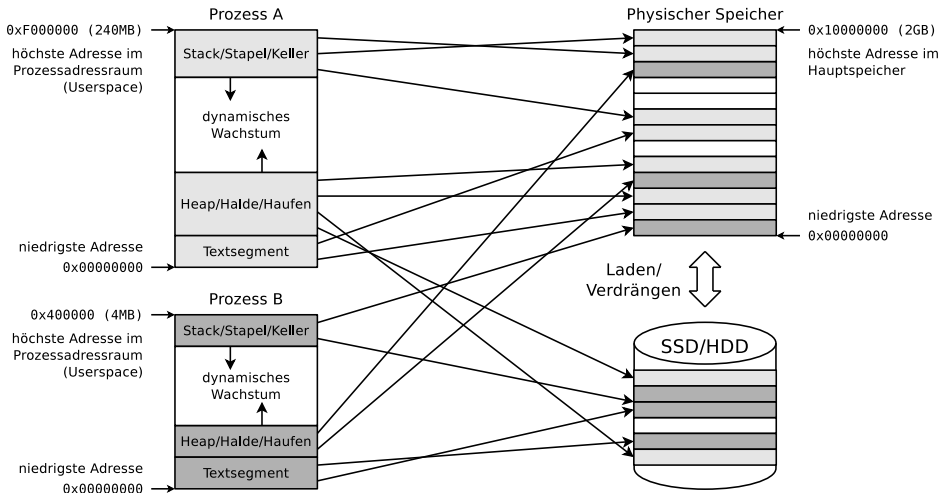 Prozess A
0xF000000 (240MB)
höchste Adresse im
Prozessadressraum
(Userspace)
Stack/Stapel/Keller
dynamisches
Wachstum
Heap/Halde/Haufen
Textsegment
niedrigste Adresse
0x00000000
Prozess B
0x400000 (4MB)
höchste Adresse im
Prozessadressraum
(Userspace)
Stack/Stapel/Keller
dynamisches
Wachstum
Heap/Halde/Haufen
Textsegment
niedrigste Adresse
0x00000000
Physischer Speicher
0x10000000 (2GB)
höchste Adresse im
Hauptspeicher
niedrigste Adresse
0x00000000
Laden/
Verdrängen
SSD/HDD